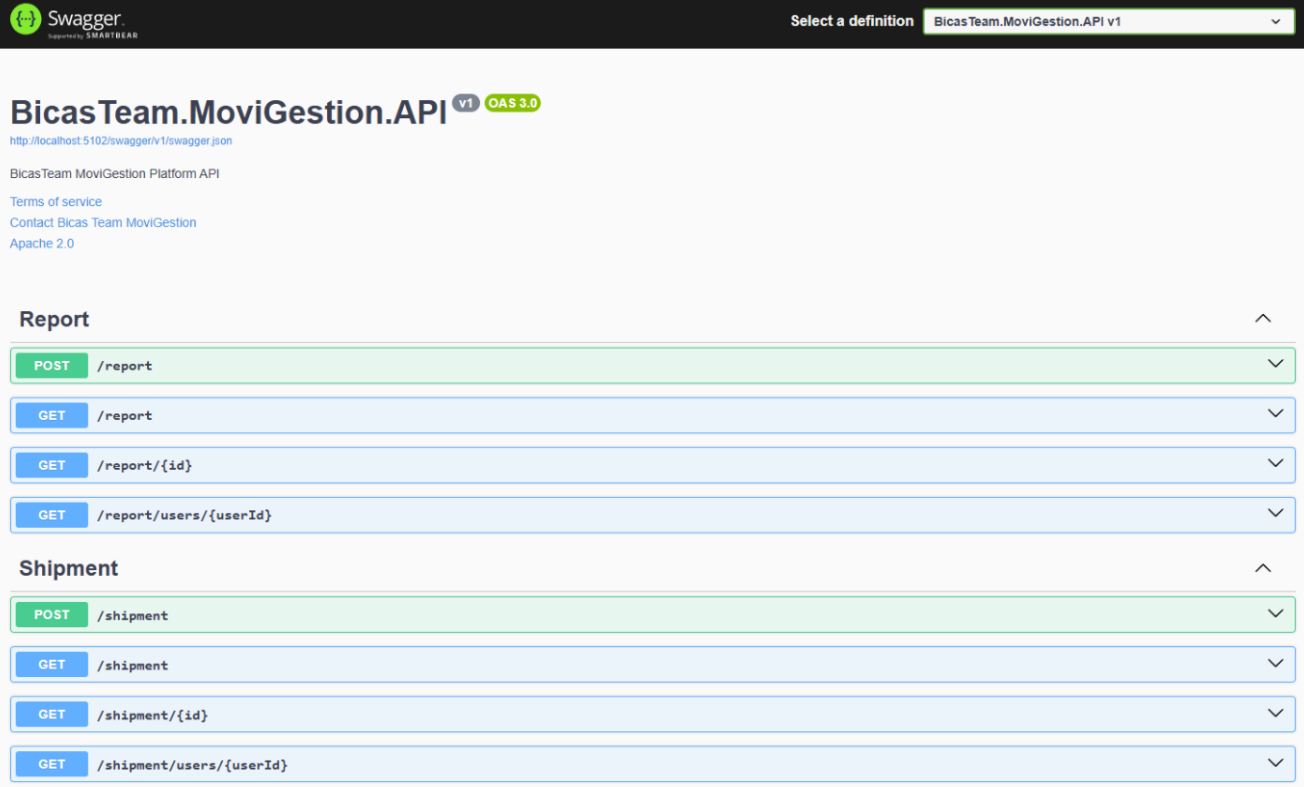 Swagger.
Supported by SMARTBEAR
Select a definition
BicasTeam.MoviGestion.API v1
BicasTeam.MoviGestion.API v1 OAS 3.0
http://localhost:5102/swagger/v1/swagger.json
BicasTeam MoviGestion Platform API
Terms of service
Contact Bicas Team MoviGestion
Apache 2.0
Report
POST /report
GET /report
GET /report/{id}
GET /report/users/{userId}
Shipment
POST /shipment
GET /shipment
GET /shipment/{id}
GET /shipment/users/{userId}